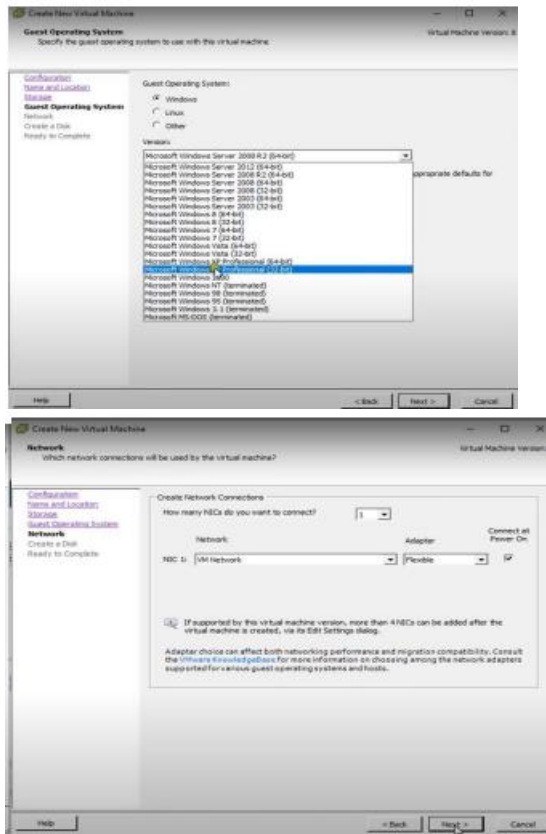 Create New Virtual Machine
Guest Operating System
Specify the guest operating system to use with this virtual machine
Virtual Machine Version: 8
Configuration
Name and Location
Storage
Guest Operating System
Network
Create a Disk
Ready to Complete
Guest Operating System:
Windows
Linux
Other
Version:
Microsoft Windows Server 2008 R2 (64-bit)
appropriate defaults for
Microsoft Windows Server 2012 (64-bit)
Microsoft Windows Server 2008 R2 (64-bit)
Microsoft Windows Server 2008 (64-bit)
Microsoft Windows Server 2008 (32-bit)
Microsoft Windows Server 2003 (64-bit)
Microsoft Windows Server 2003 (32-bit)
Microsoft Windows 8 (64-bit)
Microsoft Windows 8 (32-bit)
Microsoft Windows 7 (64-bit)
Microsoft Windows 7 (32-bit)
Microsoft Windows Vista (64-bit)
Microsoft Windows Vista (32-bit)
Microsoft Windows XP Professional (64-bit)
Microsoft Windows Professional (32-bit)
Microsoft Windows 2000
Microsoft Windows NT (terminated)
Microsoft Windows 98 (terminated)
Microsoft Windows 95 (terminated)
Microsoft Windows 3.1 (terminated)
Microsoft MS-DOS (terminated)
Help
< Back
Next >
Cancel
Create New Virtual Machine
Network
Which network connections will be used by the virtual machine?
Virtual Machine Version
Configuration
Name and Location
Storage
Guest Operating System
Network
Create a Disk
Ready to Complete
Create Network Connections
How many NICs do you want to connect?
1
Network
Adapter
Connect at
Power On
NIC 1:
VM Network
Flexible
If supported by this virtual machine version, more than 4 NICs can be added after the
virtual machine is created, via its Edit Settings dialog.
Adapter choice can affect both networking performance and migration compatibility. Consult
the VMware KnowledgeBase for more information on choosing among the network adapters
supported for various guest operating systems and hosts.
Help
< Back
Next >
Cancel